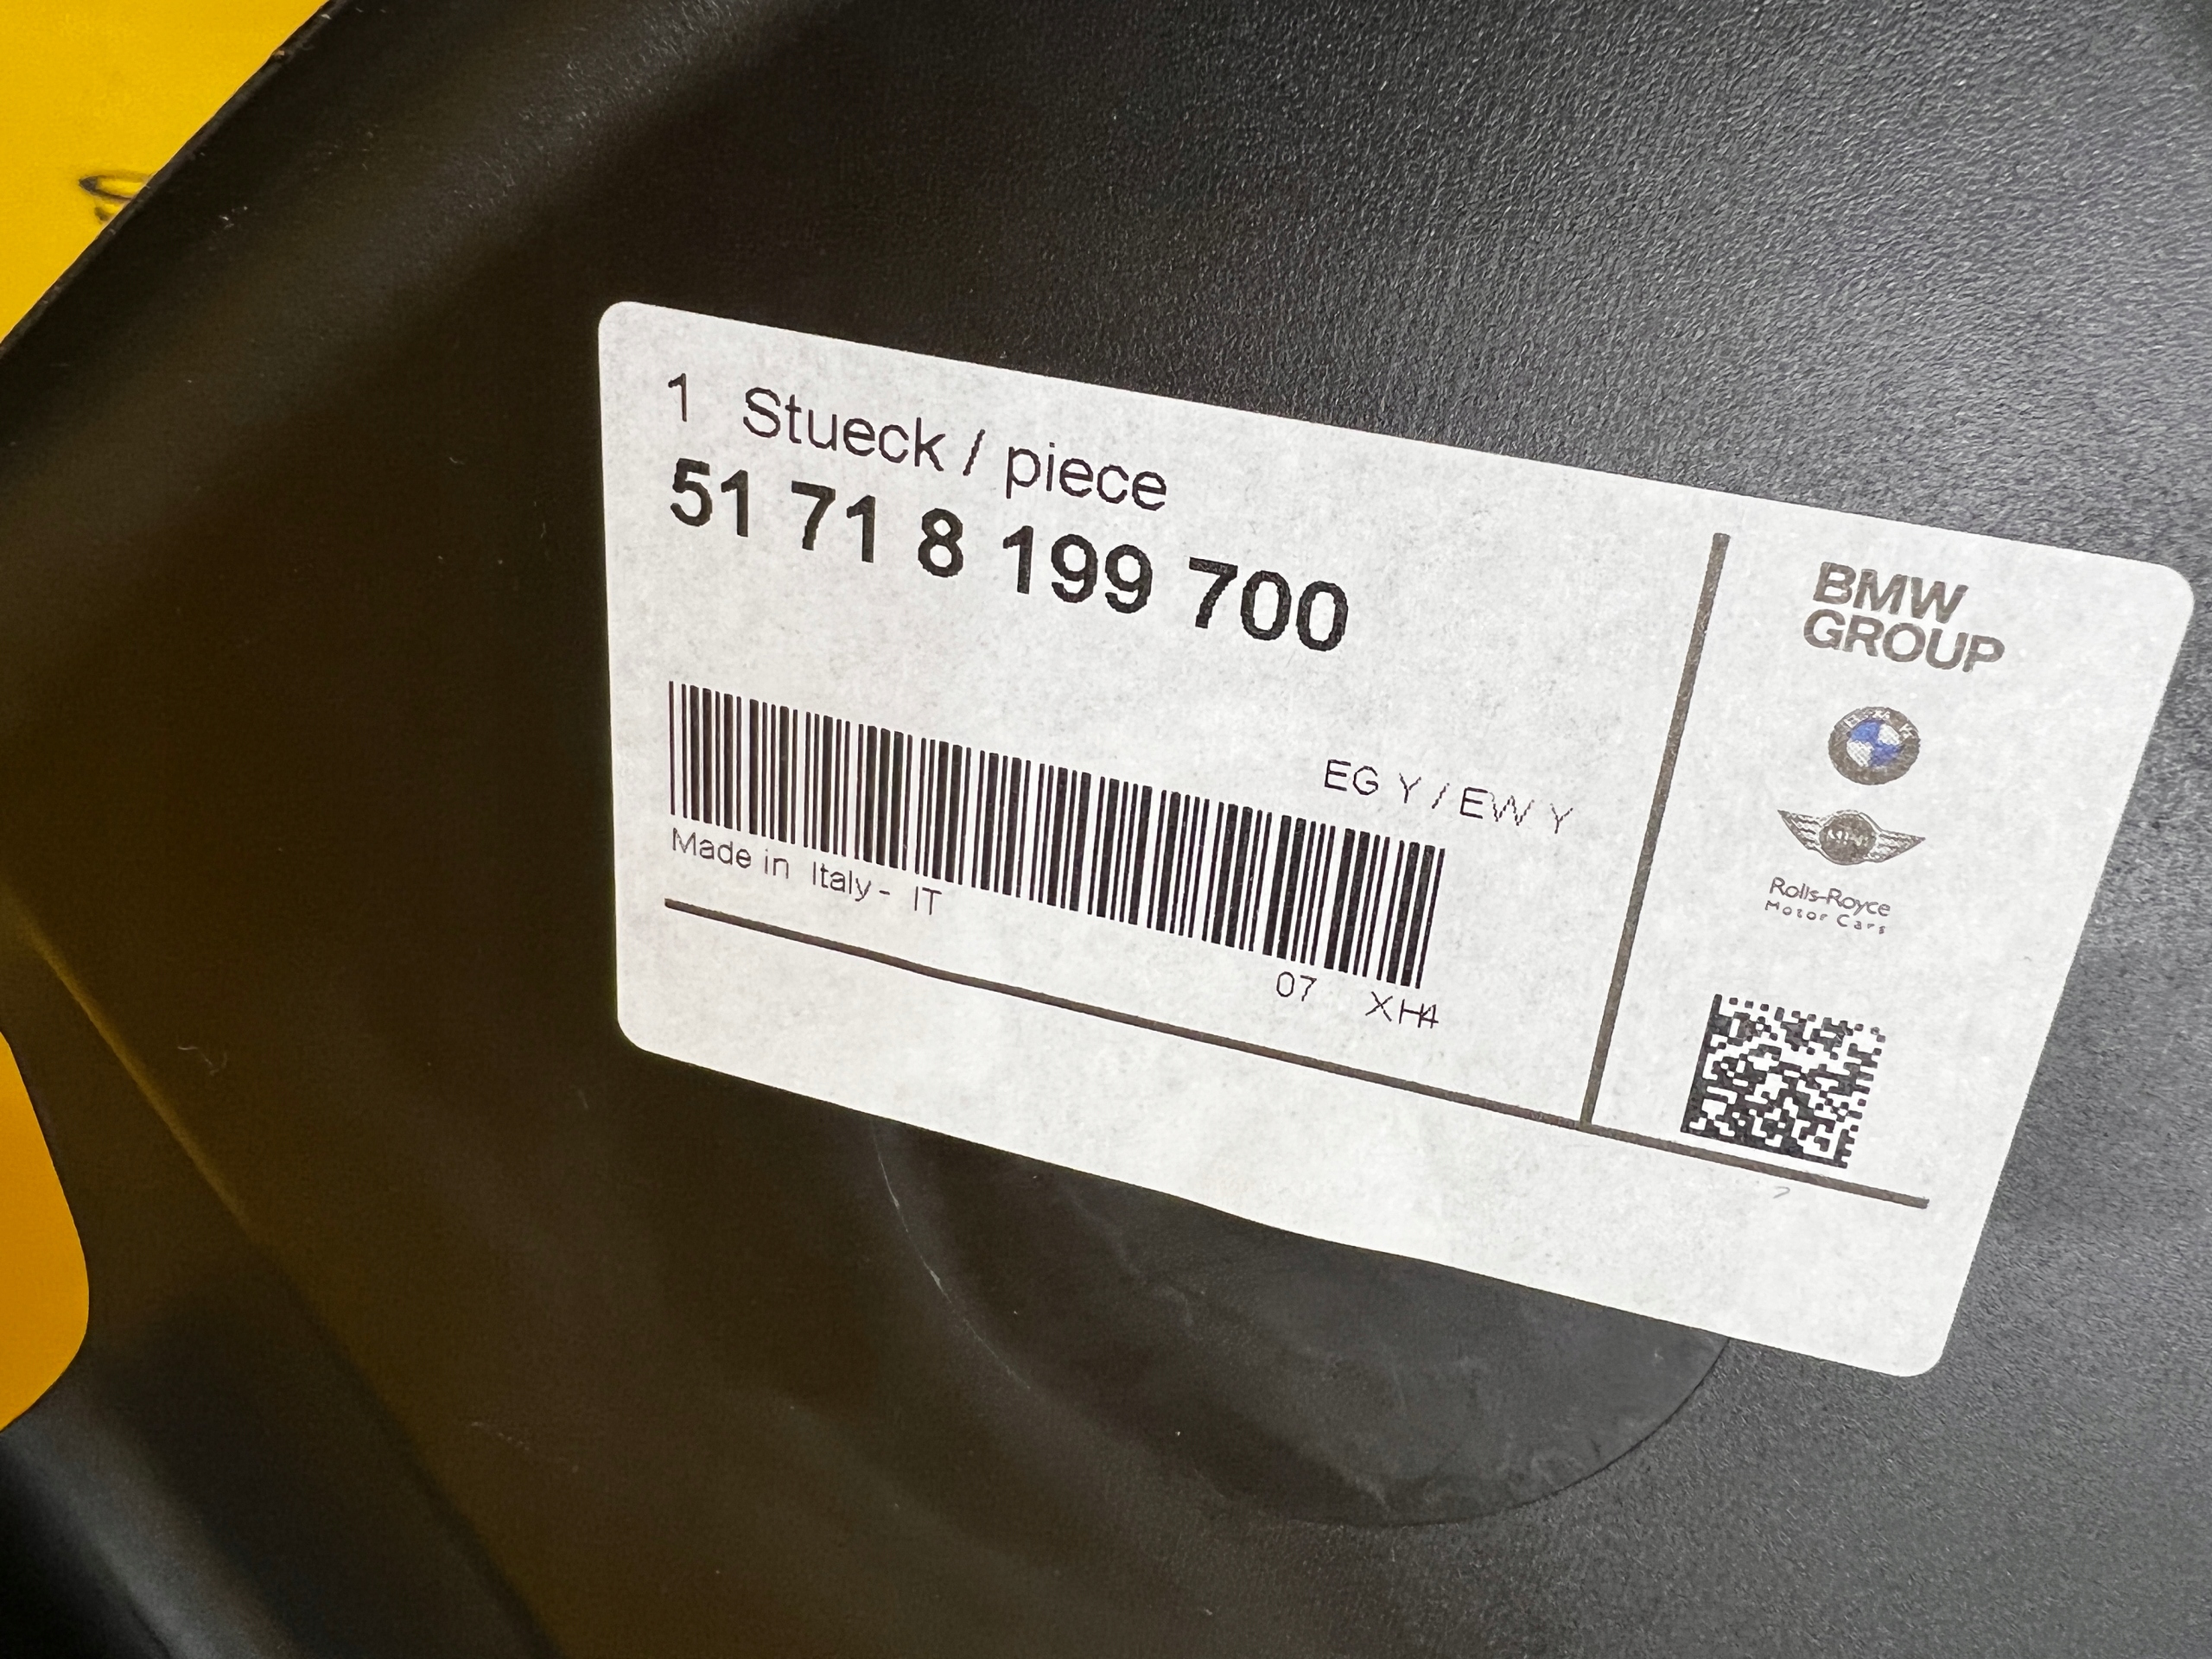 1 Stueck / piece
51 71 8 199 700
EG Y / EW Y
Made in Italy - IT
07 XH4
BMW
GROUP
MINI
Rolls-Royce
Motor Cars